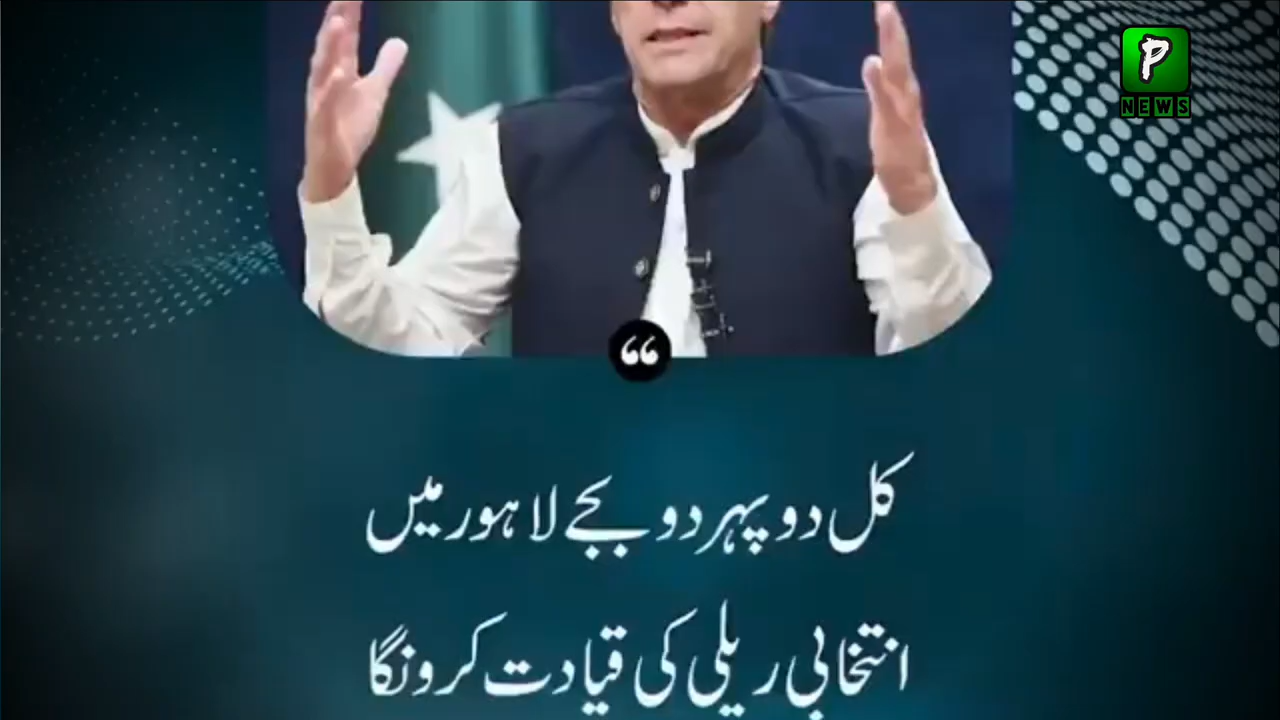 P
NEWS
“
کل دوپہر دو بجے لاہور میں
انتخابی ریلی کی قیادت کرونگا